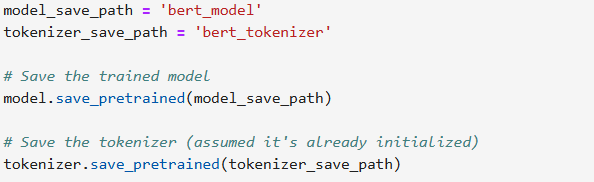 model_save_path = 'bert_model'
tokenizer_save_path = 'bert_tokenizer'
# Save the trained model
model.save_pretrained(model_save_path)
# Save the tokenizer (assumed it's already initialized)
tokenizer.save_pretrained(tokenizer_save_path)